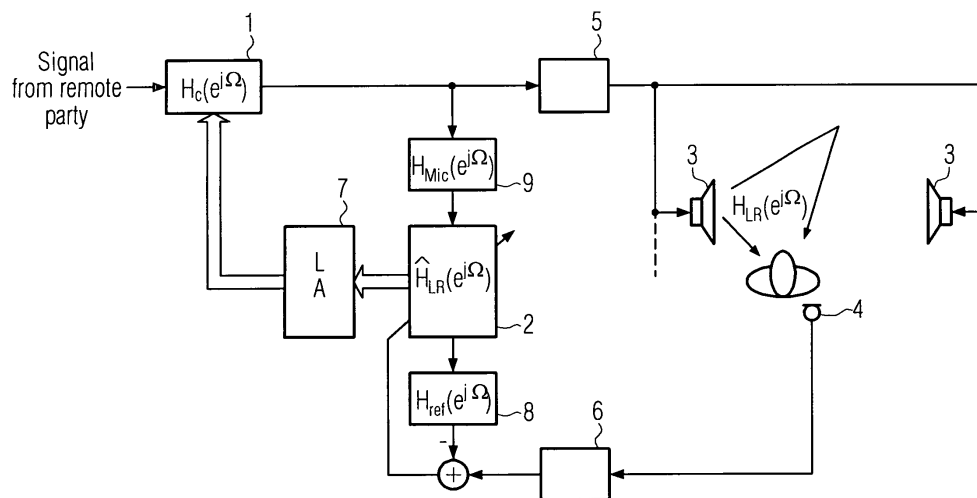 1
Signal
from remote
party
H_c(e^{jΩ})
5
H_Mic(e^{jΩ})
9
3
3
H_LR(e^{jΩ})
7
L
A
Ĥ_LR(e^{jΩ})
2
4
H_ref(e^{jΩ})
8
6
-
+